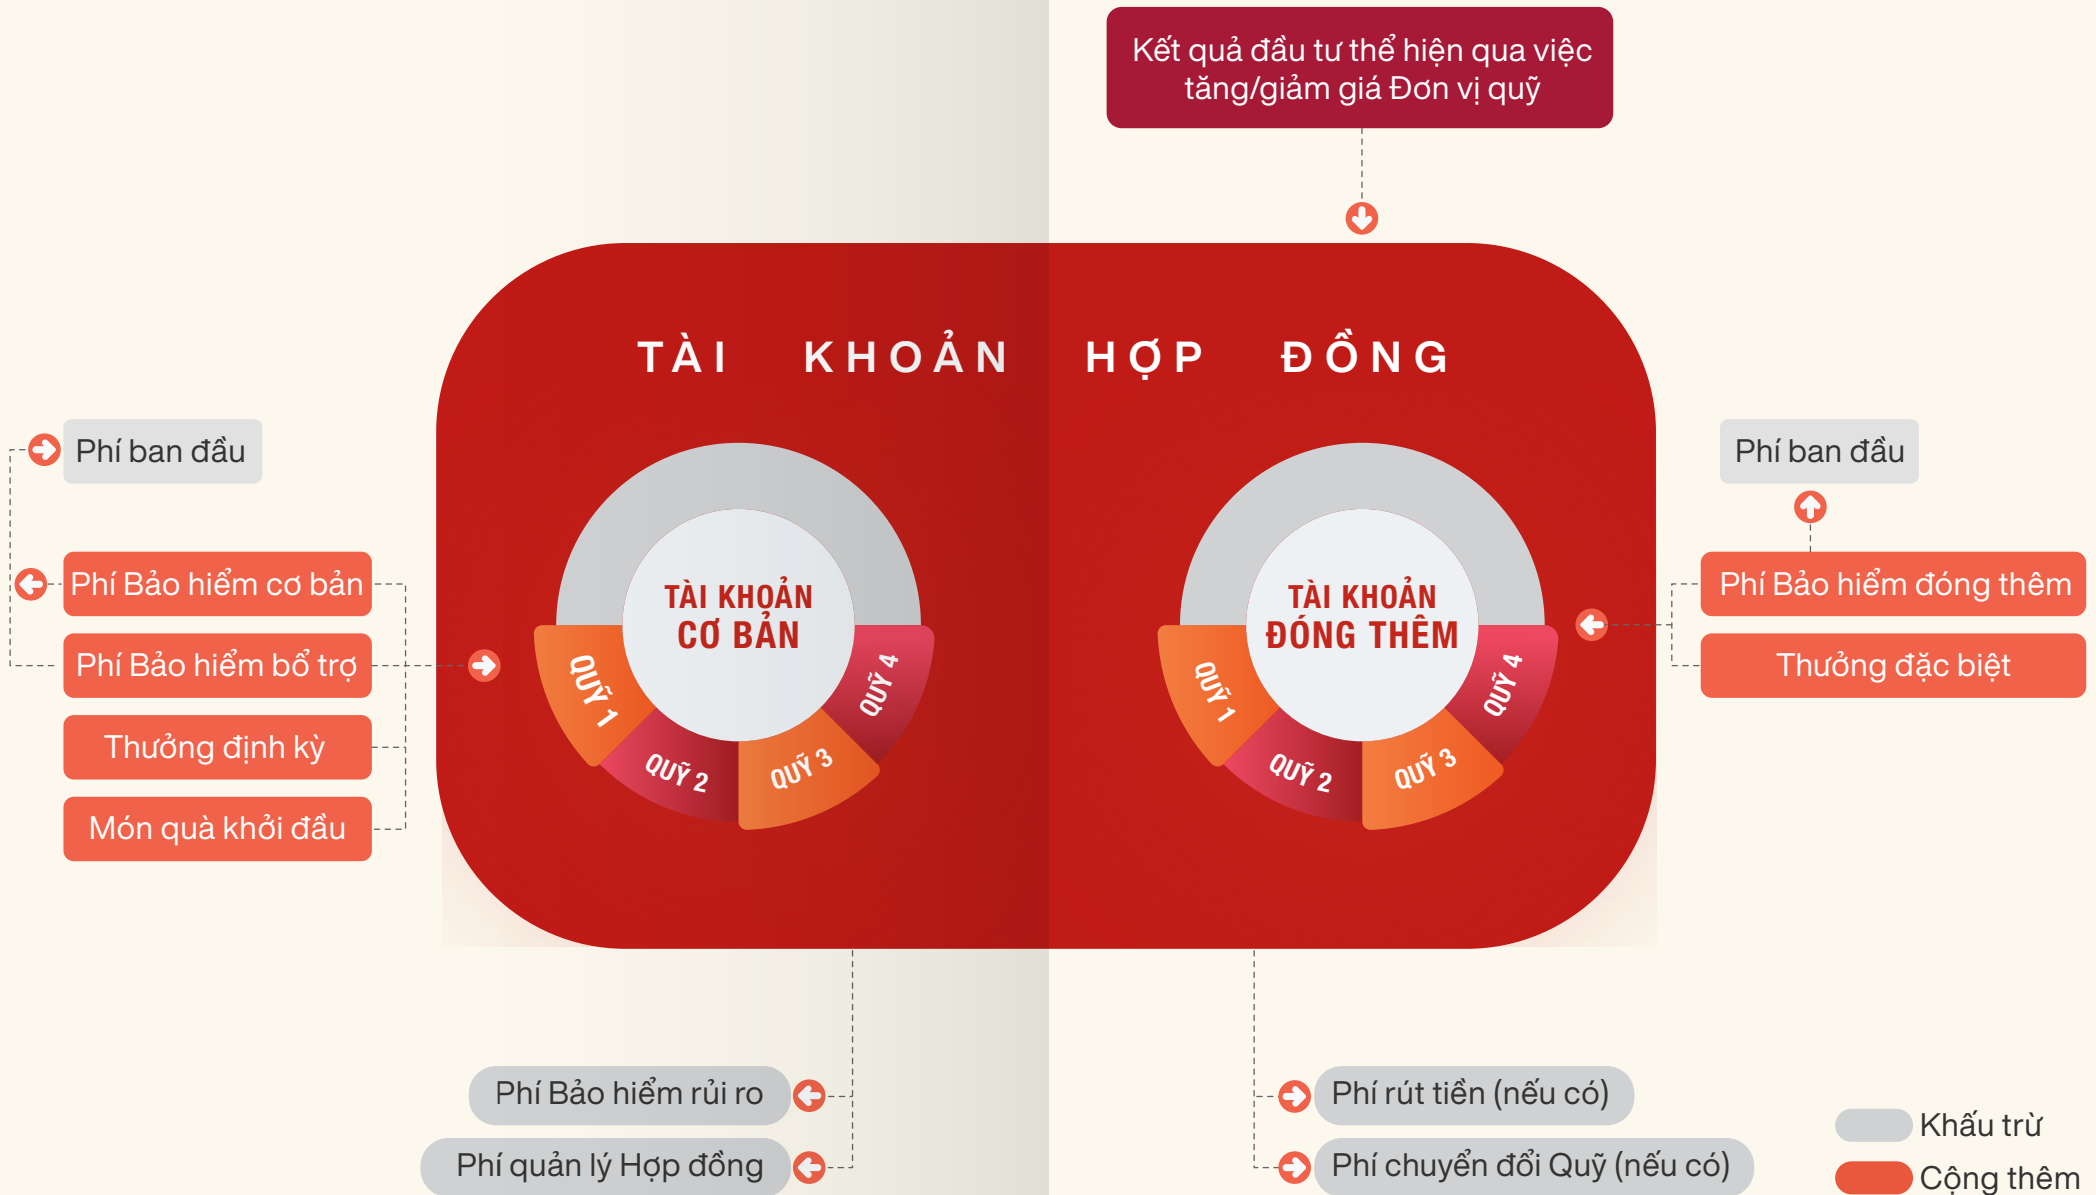 Kết quả đầu tư thể hiện qua việc
tăng/giảm giá Đơn vị quỹ
TÀI KHOẢN HỢP ĐỒNG
Phí ban đầu
Phí Bảo hiểm cơ bản
Phí Bảo hiểm bổ trợ
Thưởng định kỳ
Món quà khởi đầu
TÀI KHOẢN
CƠ BẢN
QUỸ 1
QUỸ 2
QUỸ 3
QUỸ 4
TÀI KHOẢN
ĐÓNG THÊM
QUỸ 1
QUỸ 2
QUỸ 3
QUỸ 4
Phí ban đầu
Phí Bảo hiểm đóng thêm
Thưởng đặc biệt
Phí Bảo hiểm rủi ro
Phí quản lý Hợp đồng
Phí rút tiền (nếu có)
Phí chuyển đổi Quỹ (nếu có)
Khấu trừ
Cộng thêm